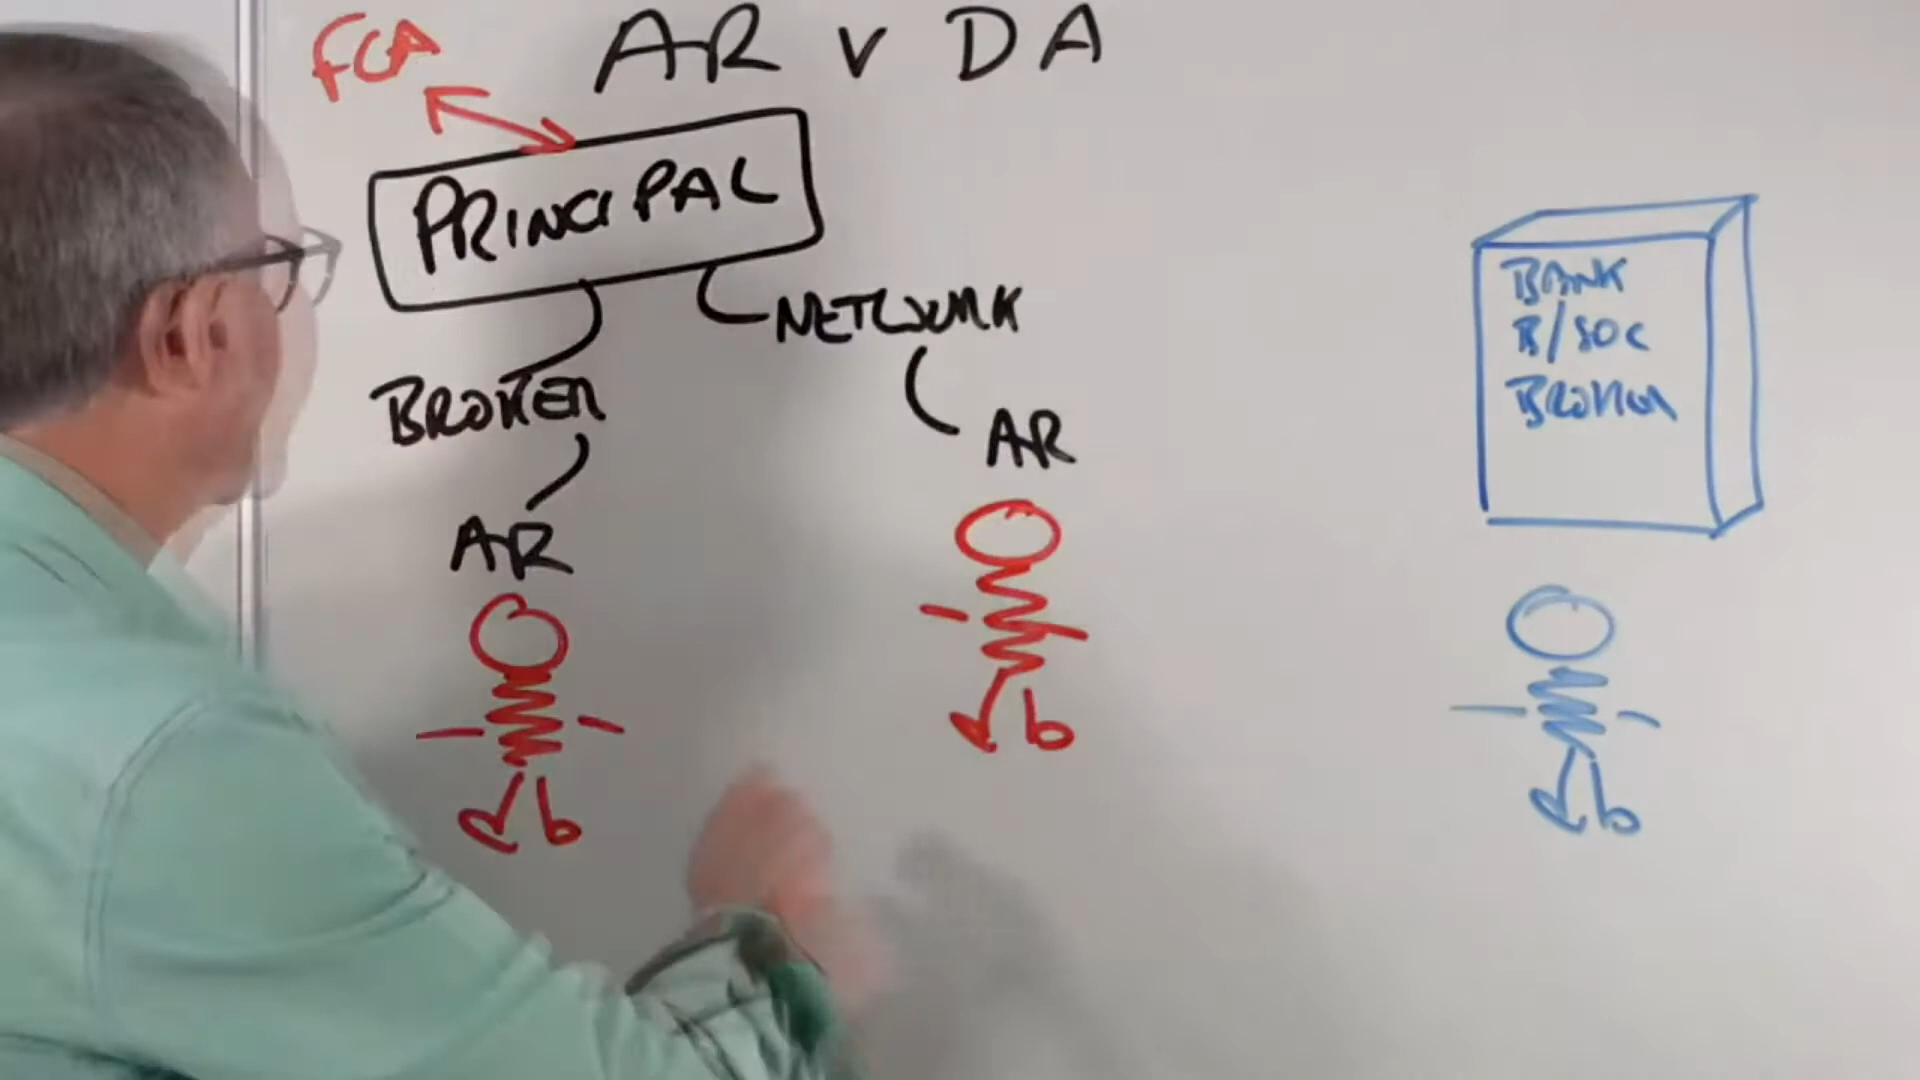 FCA
AR v DA
PRINCIPAL
NETWORK
BROKER
AR
AR
BANK
B/SOC
BROKER